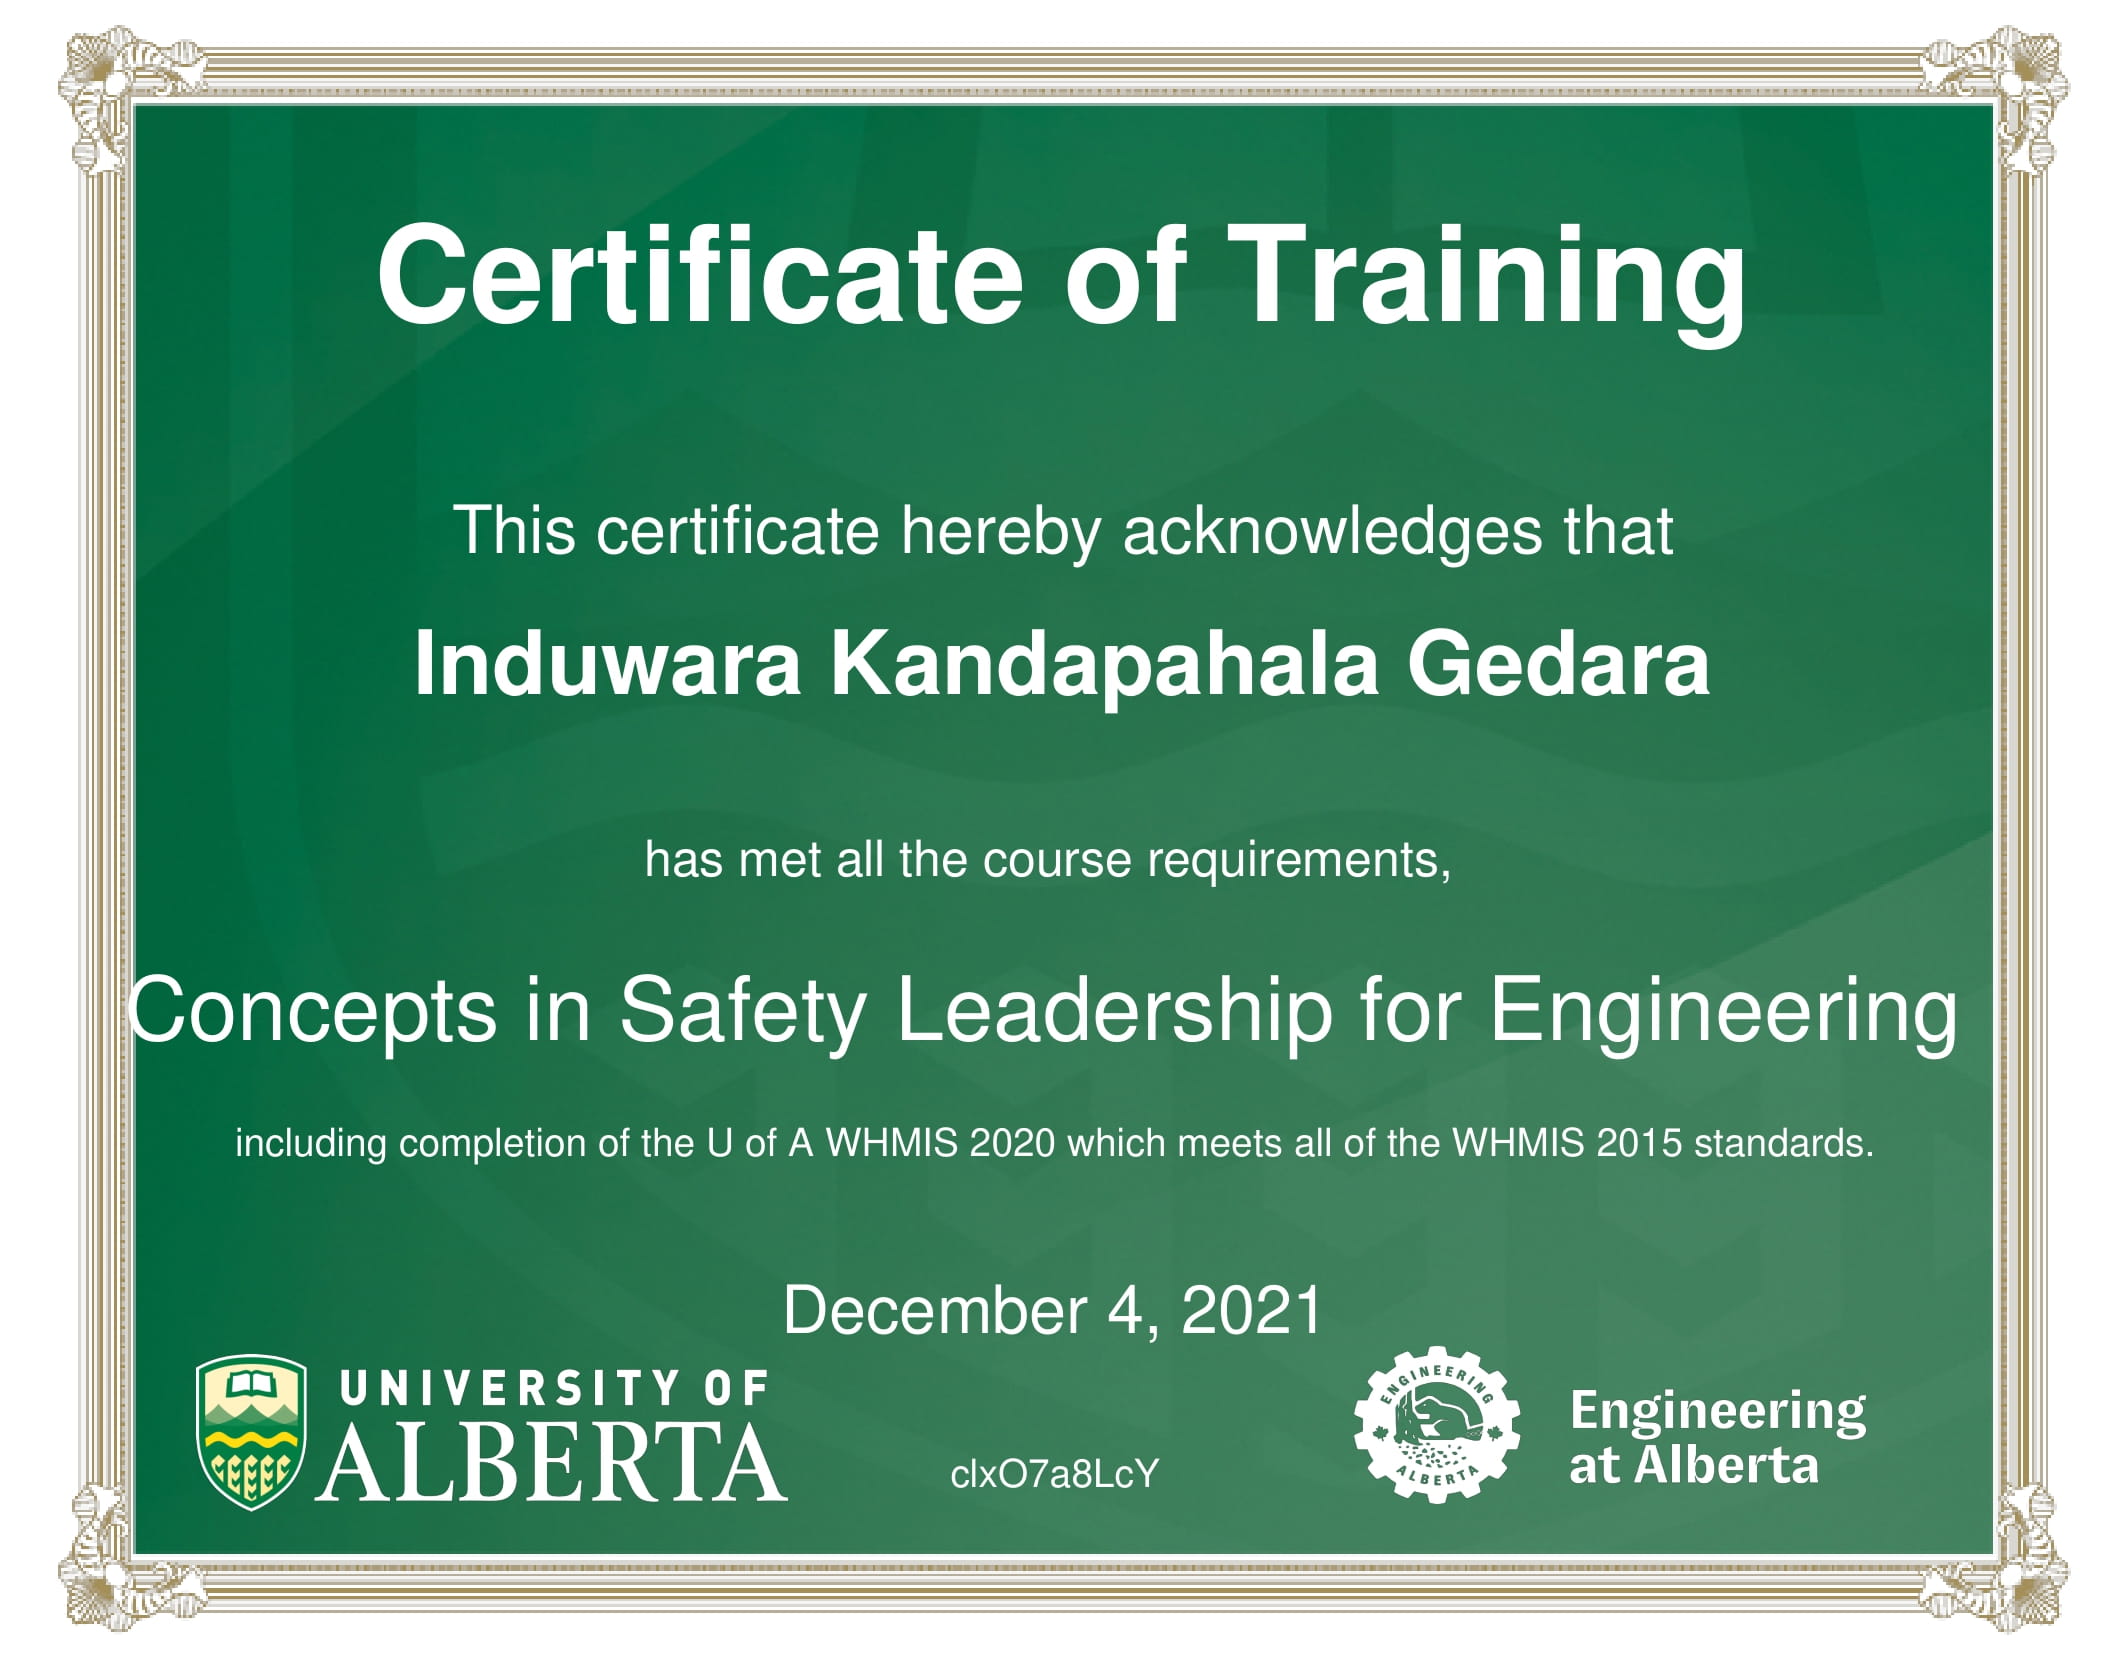 Certificate of Training
This certificate hereby acknowledges that
Induwara Kandapahala Gedara
has met all the course requirements,
Concepts in Safety Leadership for Engineering
including completion of the U of A WHMIS 2020 which meets all of the WHMIS 2015 standards.
December 4, 2021
UNIVERSITY OF
ALBERTA
clxO7a8LcY
ENGINEERING
ALBERTA
Engineering
at Alberta